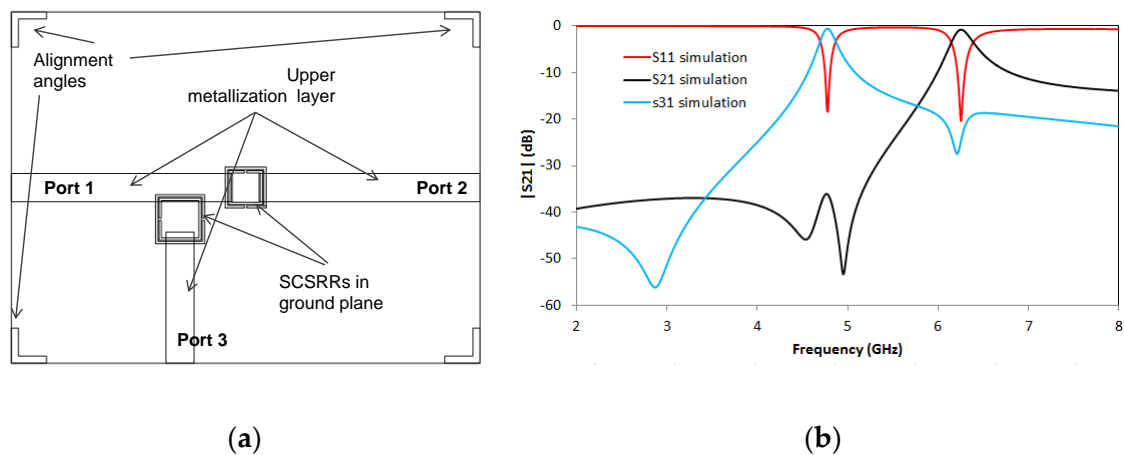 Alignment
angles
Upper
metallization layer
Port 1
Port 2
SCSRRs in
ground plane
Port 3
(a)
|S21| (dB)
0
-10
-20
-30
-40
-50
-60
S11 simulation
S21 simulation
s31 simulation
2
3
4
5
6
7
8
Frequency (GHz)
(b)